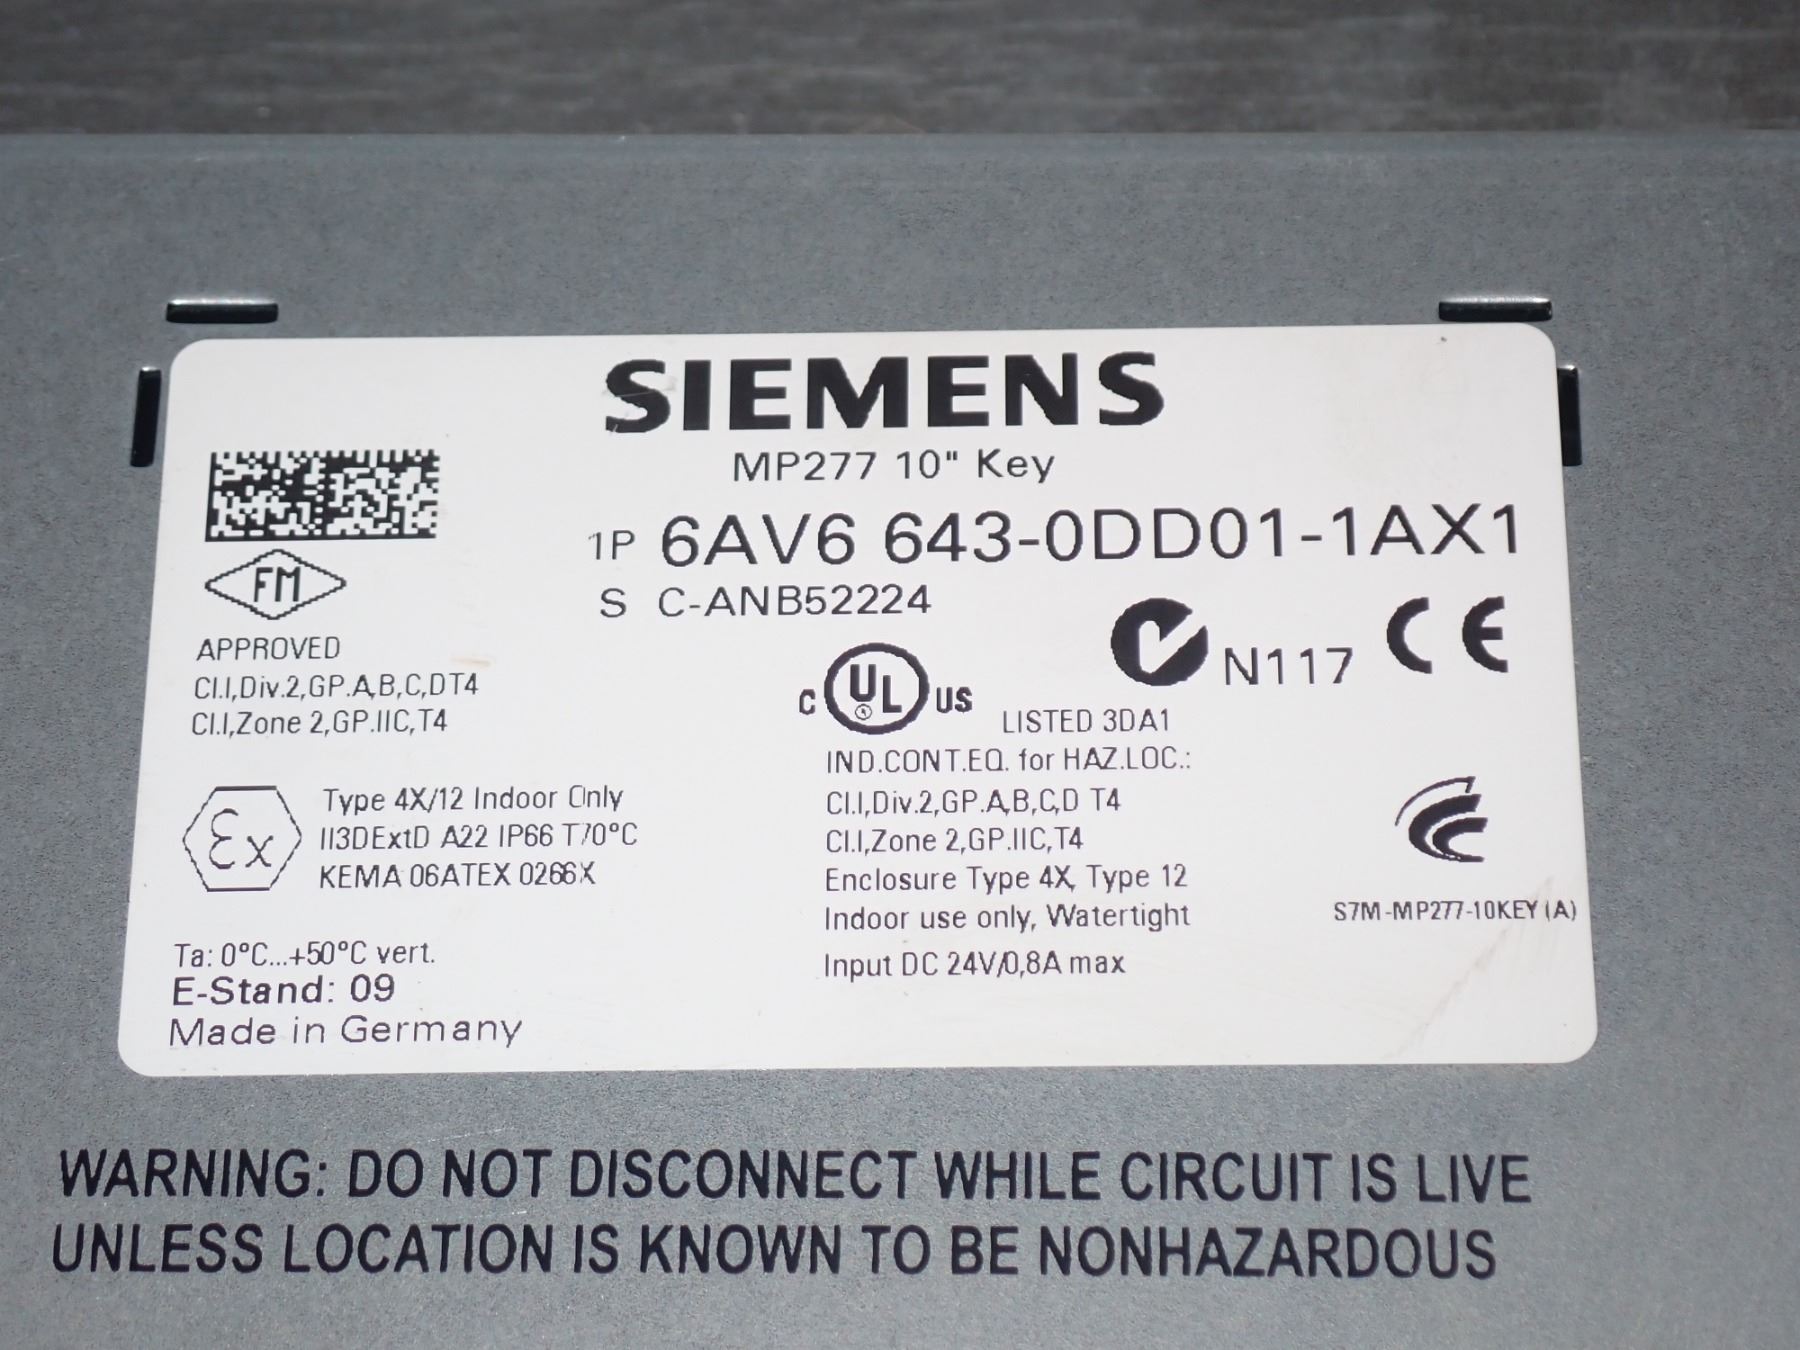 SIEMENS
MP277 10" Key
1P 6AV6 643-0DD01-1AX1
S C-ANB52224
FM
APPROVED
Cl.I,Div.2,GP.A,B,C,DT4
Cl.I,Zone 2,GP.IIC,T4
N117 CE
C UL US
LISTED 3DA1
IND.CONT.EQ. for HAZ.LOC.:
Cl.I,Div.2,GP.A,B,C,D T4
Cl.I,Zone 2,GP.IIC,T4
Enclosure Type 4X, Type 12
Indoor use only, Watertight
Input DC 24V/0,8A max
Ex
Type 4X/12 Indoor Only
II3DExtD A22 IP66 T70°C
KEMA 06ATEX 0266X
S7M-MP277-10KEY (A)
Ta: 0°C...+50°C vert.
E-Stand: 09
Made in Germany
WARNING: DO NOT DISCONNECT WHILE CIRCUIT IS LIVE
UNLESS LOCATION IS KNOWN TO BE NONHAZARDOUS